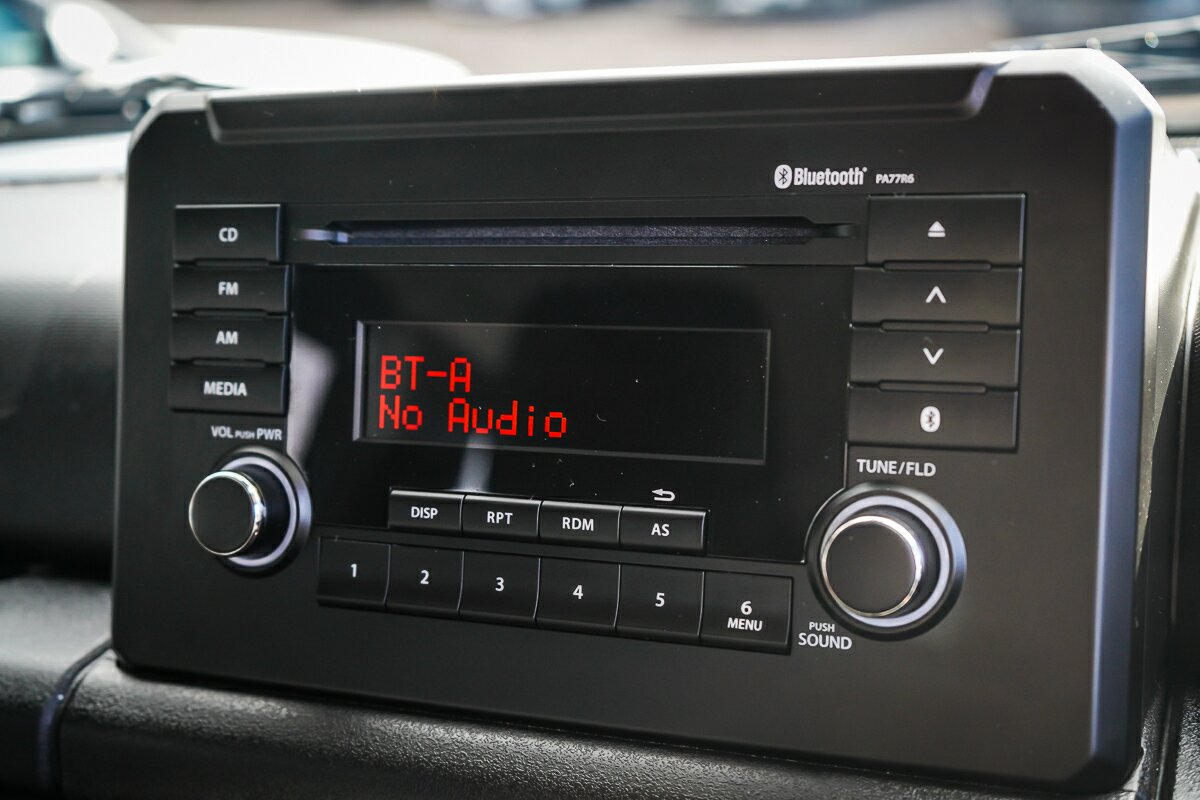 Bluetooth® PA77R6
CD
FM
AM
MEDIA
BT-A
No Audio
VOL PUSH PWR
TUNE/FLD
DISP RPT RDM AS
1 2 3 4 5 6
MENU
PUSH
SOUND